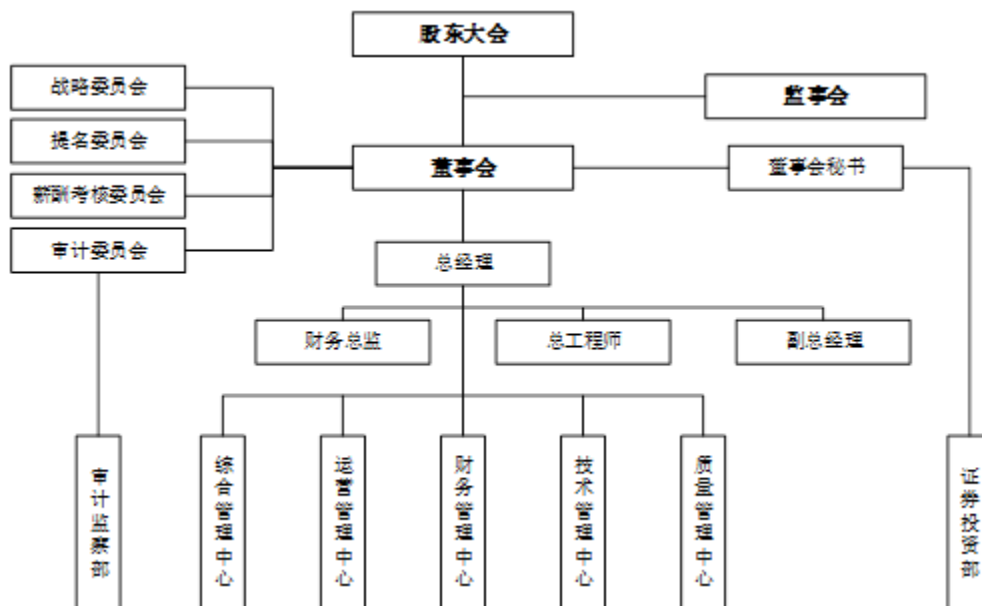 股东大会
战略委员会
监事会
提名委员会
董事会
董事会秘书
薪酬考核委员会
审计委员会
总经理
财务总监
总工程师
副总经理
审计监察部
综合管理中心
运营管理中心
财务管理中心
技术管理中心
质量管理中心
证券投资部